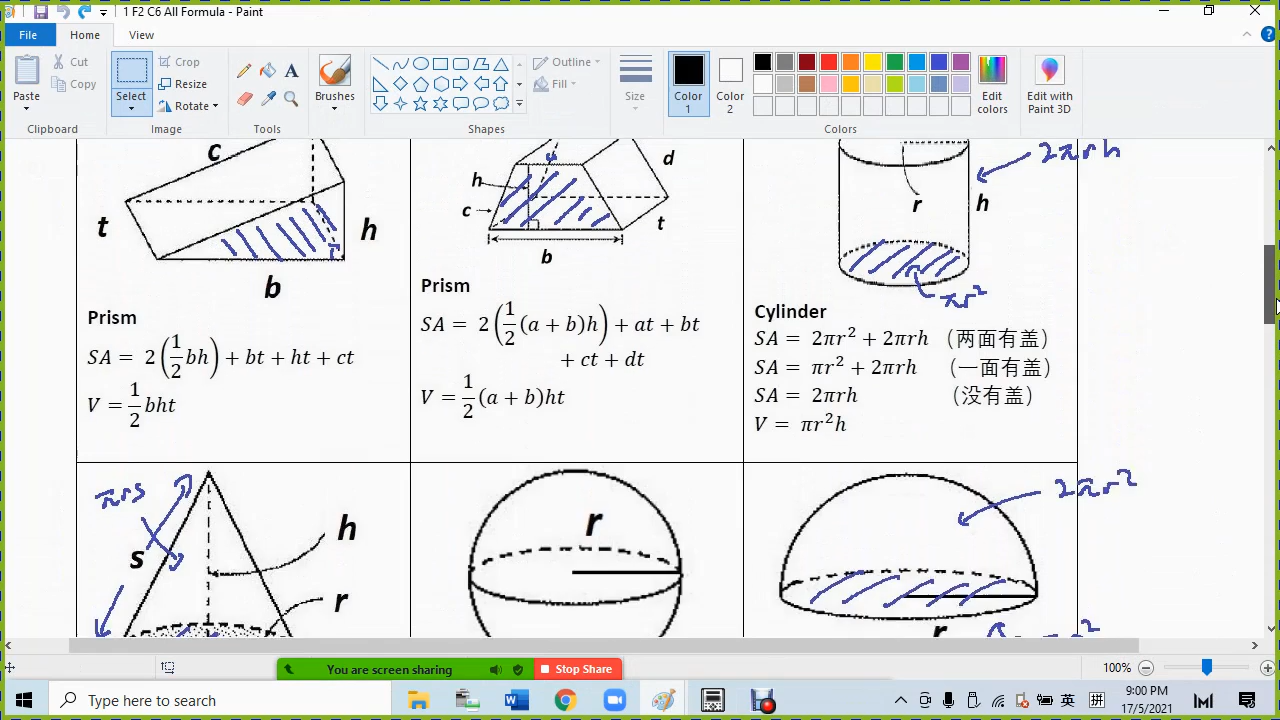 1 F2 C6 All Formula - Paint
File
Home
View
Paste
Cut
Copy
Clipboard
Select
Crop
Resize
Rotate
Image
Tools
Brushes
Shapes
Outline
Fill
Size
Color 1
Color 2
Colors
Edit colors
Edit with Paint 3D
c
t
h
b
Prism
SA = 2(1/2 bh) + bt + ht + ct
V = 1/2 bht
a
d
h
c
t
b
Prism
SA = 2(1/2 (a + b)h) + at + bt
+ ct + dt
V = 1/2 (a + b)ht
2πrh
r
h
πr²
Cylinder
SA = 2πr² + 2πrh (两面有盖)
SA = πr² + 2πrh (一面有盖)
SA = 2πrh (没有盖)
V = πr²h
πrs
s
h
r
r
2πr²
r
You are screen sharing
Stop Share
100%
Type here to search
英
拼
9:00 PM
17/5/2021